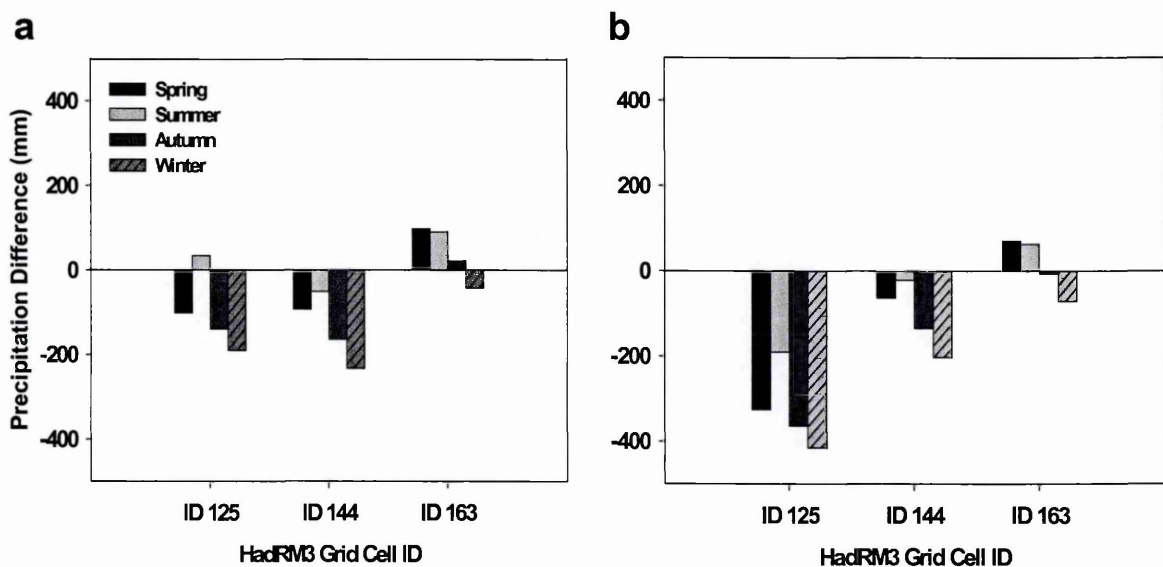 a
Precipitation Difference (mm)
400
200
0
-200
-400
Spring
Summer
Autumn
Winter
ID 125 ID 144 ID 163
HadRM3 Grid Cell ID
b
400
200
0
-200
-400
ID 125 ID 144 ID 163
HadRM3 Grid Cell ID